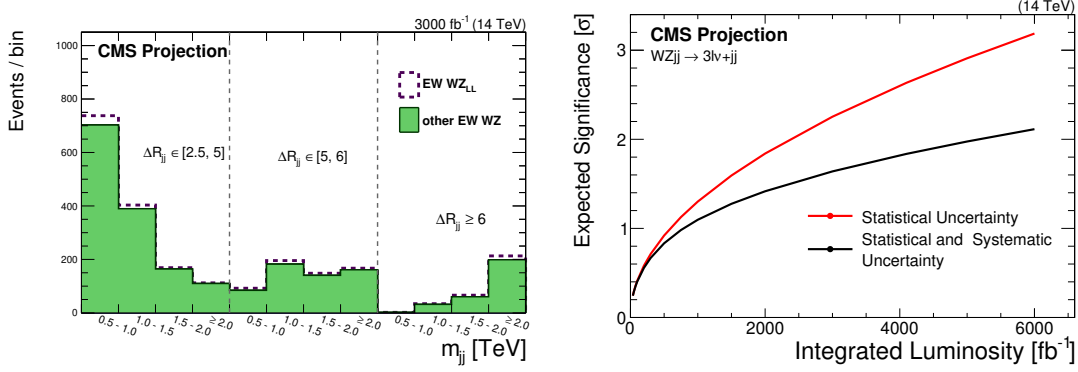 3000 fb⁻¹ (14 TeV)
Events / bin
1000
800
600
400
200
0
CMS Projection
EW WZ_LL
other EW WZ
ΔR_jj ∈ [2.5, 5]
ΔR_jj ∈ [5, 6]
ΔR_jj ≥ 6
0.5 - 1.0
1.0 - 1.5
1.5 - 2.0
≥ 2.0
0.5 - 1.0
1.0 - 1.5
1.5 - 2.0
≥ 2.0
0.5 - 1.0
1.0 - 1.5
1.5 - 2.0
≥ 2.0
m_jj [TeV]
(14 TeV)
Expected Significance [σ]
3
2
1
0
CMS Projection
WZjj → 3lν+jj
Statistical Uncertainty
Statistical and Systematic
Uncertainty
0 2000 4000 6000
Integrated Luminosity [fb⁻¹]